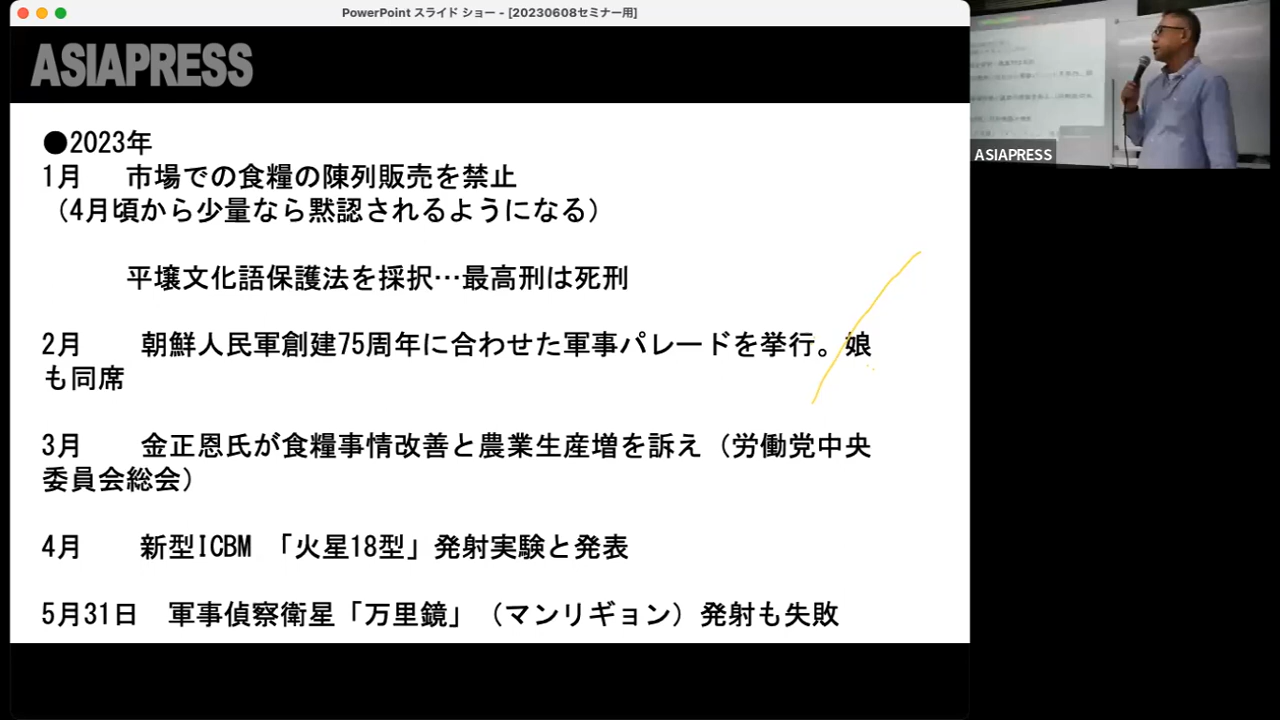 PowerPoint スライド ショー - [20230608セミナー用]
ASIAPRESS
●2023年
1月 市場での食糧の陳列販売を禁止
（4月頃から少量なら黙認されるようになる）
平壌文化語保護法を採択…最高刑は死刑
2月 朝鮮人民軍創建75周年に合わせた軍事パレードを挙行。娘
も同席
3月 金正恩氏が食糧事情改善と農業生産増を訴え（労働党中央
委員会総会）
4月 新型ICBM 「火星18型」発射実験と発表
5月31日 軍事偵察衛星「万里鏡」（マンリギョン）発射も失敗
ASIAPRESS